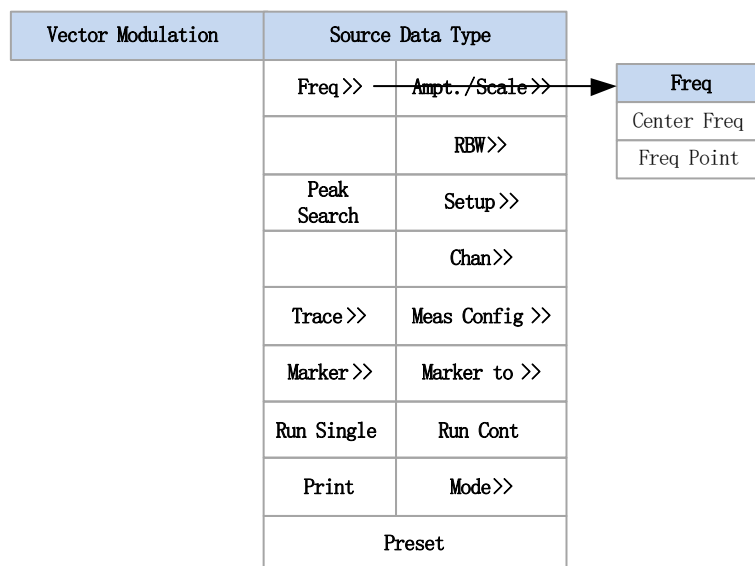 Vector Modulation Source Data Type
Freq>> Ampt./Scale>> Freq
Center Freq
RBW>> Freq Point
Peak
Search
Setup>>
Chan>>
Trace>> Meas Config >>
Marker>> Marker to >>
Run Single Run Cont
Print Mode>>
Preset